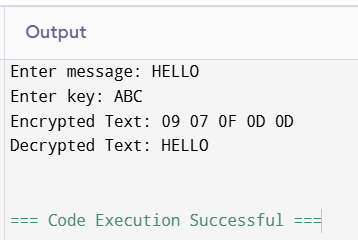 Output
Enter message: HELLO
Enter key: ABC
Encrypted Text: 09 07 0F 0D 0D
Decrypted Text: HELLO
=== Code Execution Successful ===